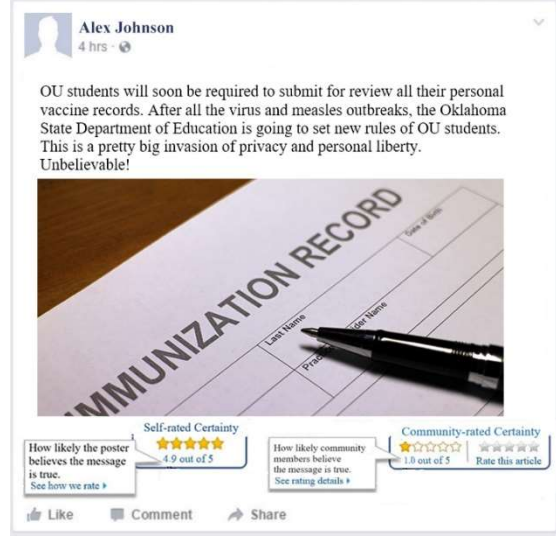 Alex Johnson
4 hrs
OU students will soon be required to submit for review all their personal
vaccine records. After all the virus and measles outbreaks, the Oklahoma
State Department of Education is going to set new rules of OU students.
This is a pretty big invasion of privacy and personal liberty.
Unbelievable!
IMMUNIZATION RECORD
Last Name
Date of Birth
Name
Self-rated Certainty
4.9 out of 5
How likely the poster
believes the message
is true.
See how we rate
Community-rated Certainty
1.0 out of 5
Rate this article
How likely community
members believe
the message is true.
See rating details
Like
Comment
Share